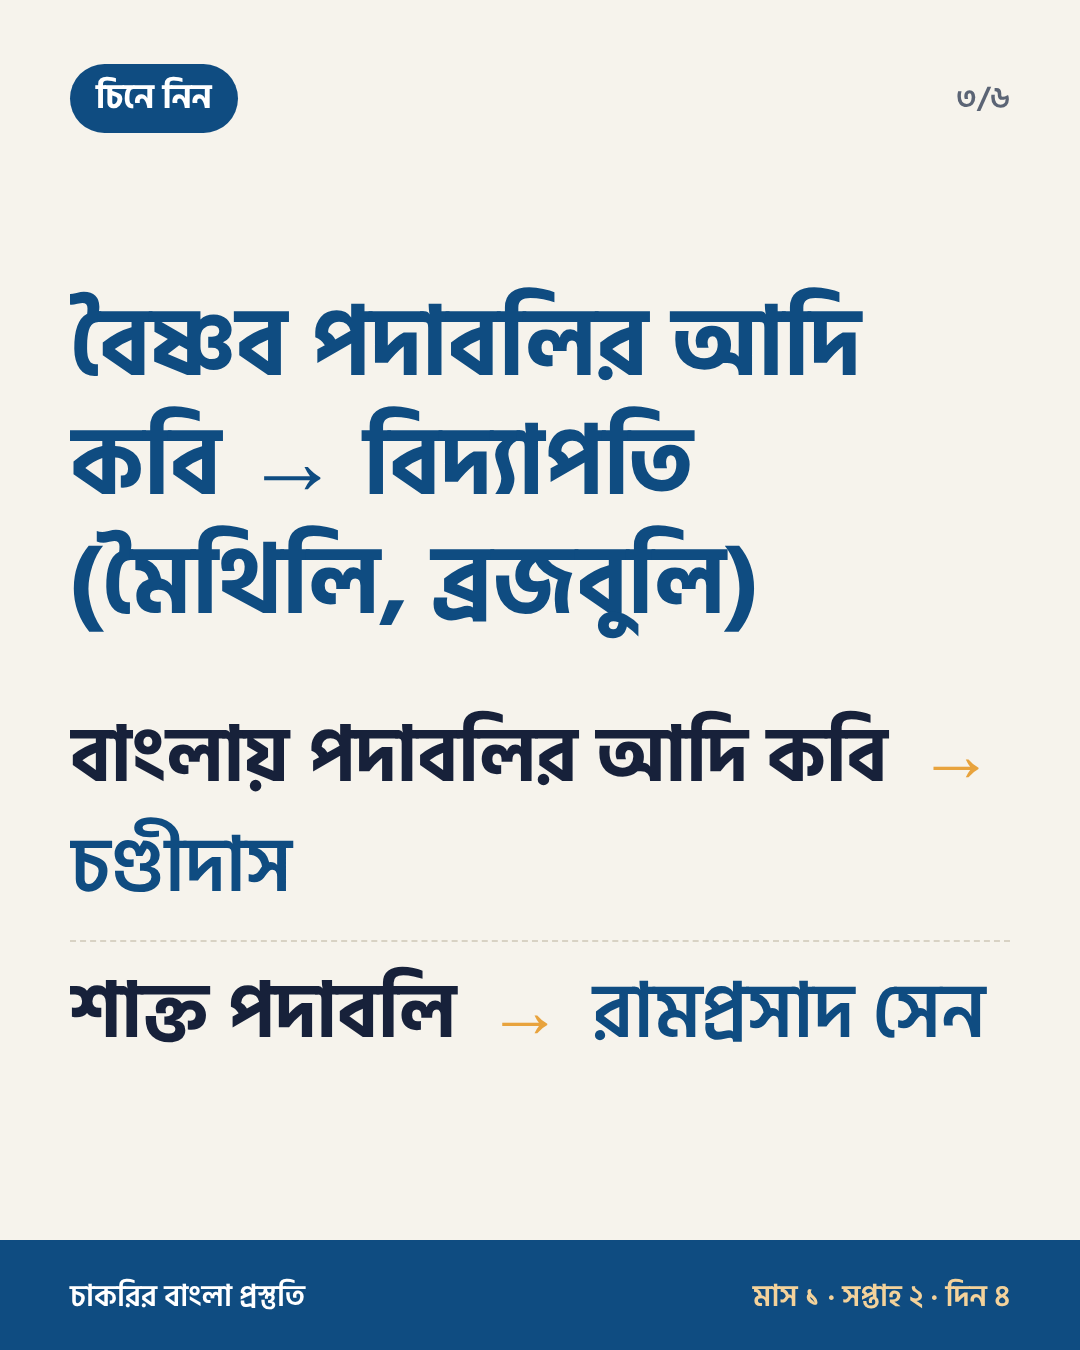 চিনে নিন
৩/৬
বৈষ্ণব পদাবলির আদি
কবি → বিদ্যাপতি
(মৈথিলি, ব্রজবুলি)
বাংলায় পদাবলির আদি কবি →
চণ্ডীদাস
শাক্ত পদাবলি → রামপ্রসাদ সেন
চাকরির বাংলা প্রস্তুতি
মাস ১ · সপ্তাহ ২ · দিন ৪